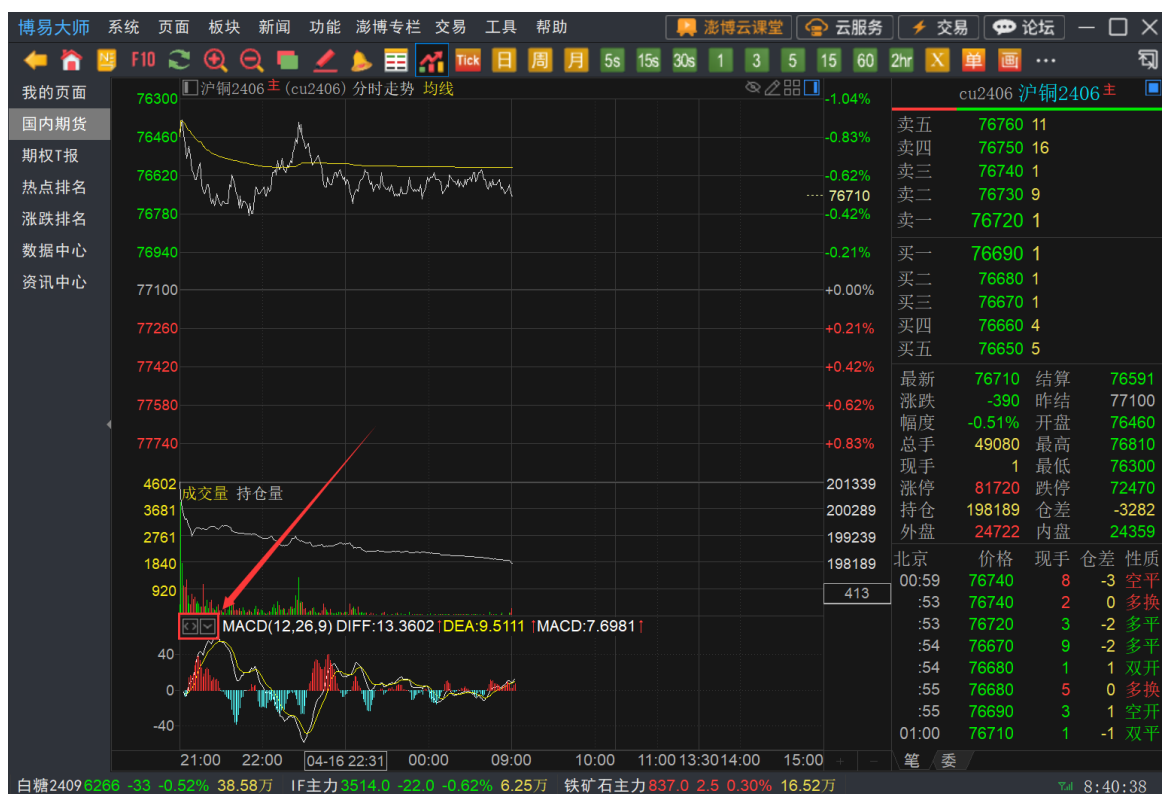 博易大师 系统 页面 板块 新闻 功能 澎博专栏 交易 工具 帮助 澎博云课堂 云服务 交易 论坛
F10 Tick 日 周 月 5s 15s 30s 1 3 5 15 60 2hr X 单 画 ...
我的页面
国内期货
期权T报
热点排名
涨跌排名
数据中心
资讯中心
沪铜2406主 (cu2406) 分时走势 均线
76300 -1.04%
76460 -0.83%
76620 -0.62%
76710
76780 -0.42%
76940 -0.21%
77100 +0.00%
77260 +0.21%
77420 +0.42%
77580 +0.62%
77740 +0.83%
成交量 持仓量
4602 201339
3681 200289
2761 199239
1840 198189
920 413
MACD(12,26,9) DIFF:13.3602↑DEA:9.5111 ↑MACD:7.6981↑
40
0
-40
21:00 22:00 04-16 22:31 00:00 09:00 10:00 11:00 13:30 14:00 15:00 + -
cu2406 沪铜2406主
卖五 76760 11
卖四 76750 16
卖三 76740 1
卖二 76730 9
卖一 76720 1
买一 76690 1
买二 76680 1
买三 76670 1
买四 76660 4
买五 76650 5
最新 76710 结算 76591
涨跌 -390 昨结 77100
幅度 -0.51% 开盘 76460
总手 49080 最高 76810
现手 1 最低 76300
涨停 81720 跌停 72470
持仓 198189 仓差 -3282
外盘 24722 内盘 24359
北京 价格 现手 仓差 性质
00:59 76740 8 -3 空平
:53 76740 2 0 多换
:53 76720 3 -2 多平
:54 76670 9 -2 多平
:54 76680 1 1 双开
:55 76680 5 0 多换
:55 76690 3 1 空开
01:00 76710 1 -1 双平
笔 委
白糖2409 6266 -33 -0.52% 38.58万 IF主力 3514.0 -22.0 -0.62% 6.25万 铁矿石主力 837.0 2.5 0.30% 16.52万 8:40:38